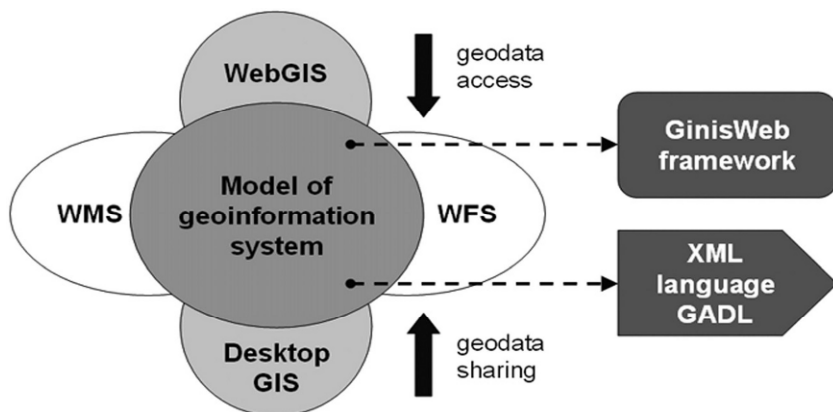 WebGIS
geodata
access
GinisWeb
framework
WMS
Model of
geoinformation
system
WFS
XML
language
GADL
Desktop
GIS
geodata
sharing